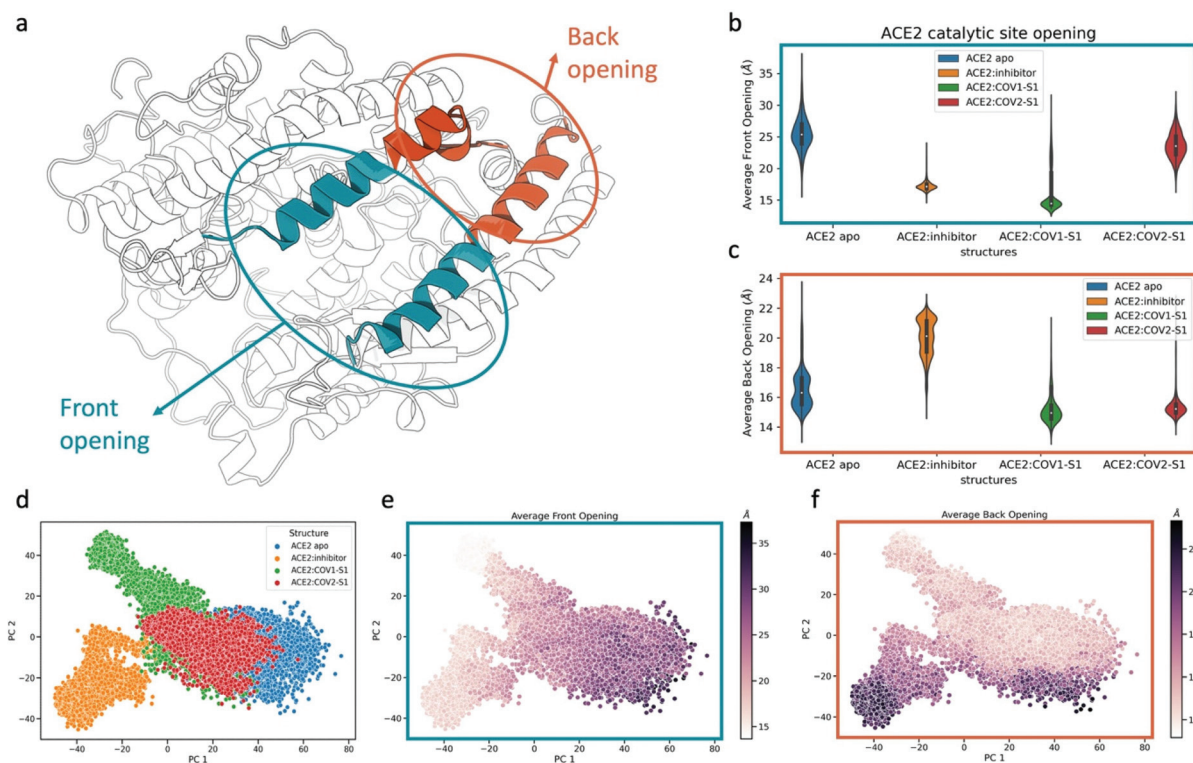 a
Back
opening
Front
opening
b
ACE2 catalytic site opening
ACE2 apo
ACE2:inhibitor
ACE2:COV1-S1
ACE2:COV2-S1
Average Front Opening (Å)
35
30
25
20
15
ACE2 apo
ACE2:inhibitor
ACE2:COV1-S1
ACE2:COV2-S1
structures
c
ACE2 apo
ACE2:inhibitor
ACE2:COV1-S1
ACE2:COV2-S1
Average Back Opening (Å)
24
22
20
18
16
14
ACE2 apo
ACE2:inhibitor
ACE2:COV1-S1
ACE2:COV2-S1
structures
d
Structure
ACE2 apo
ACE2:inhibitor
ACE2:COV1-S1
ACE2:COV2-S1
PC 2
40
20
0
−20
−40
−40 −20 0 20 40 60 80
PC 1
e
Average Front Opening
PC 2
40
20
0
−20
−40
−40 −20 0 20 40 60 80
PC 1
Å
35
30
25
20
15
f
Average Back Opening
PC 2
40
20
0
−20
−40
−40 −20 0 20 40 60 80
PC 1
Å